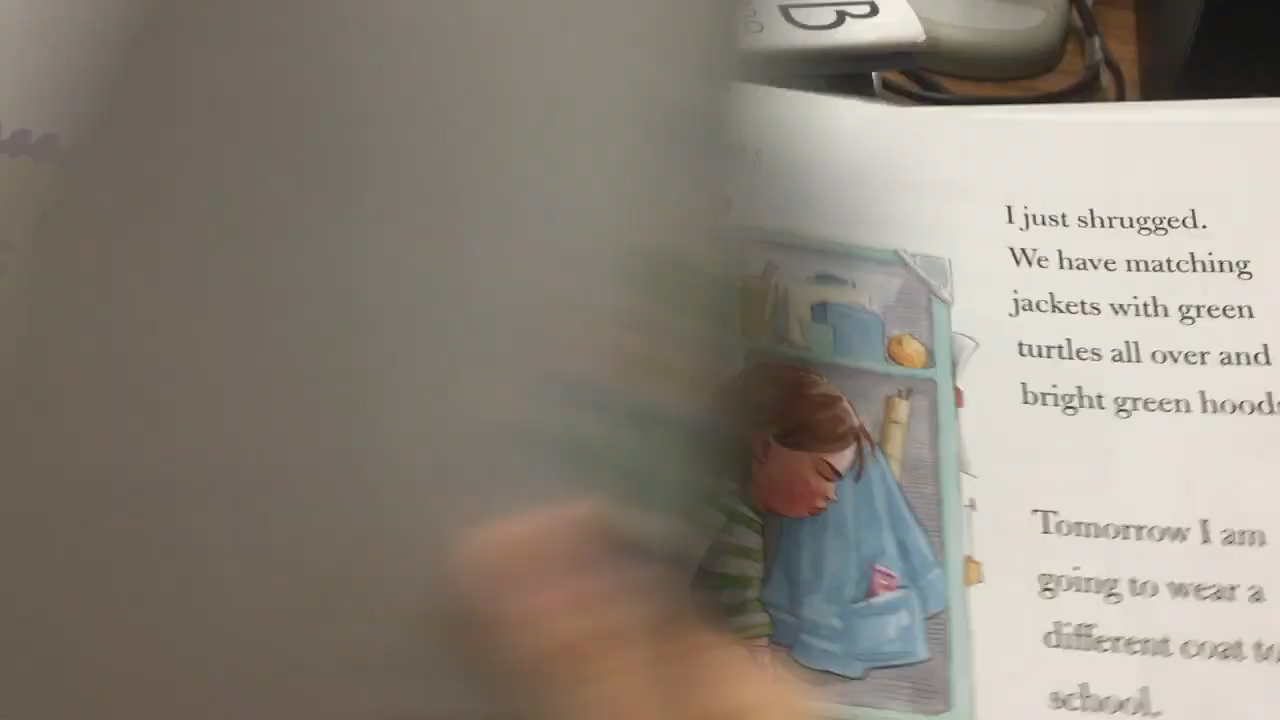 B
I just shrugged.
We have matching
jackets with green
turtles all over and
bright green hoods
Tomorrow I am
going to wear a
different coat to
school.